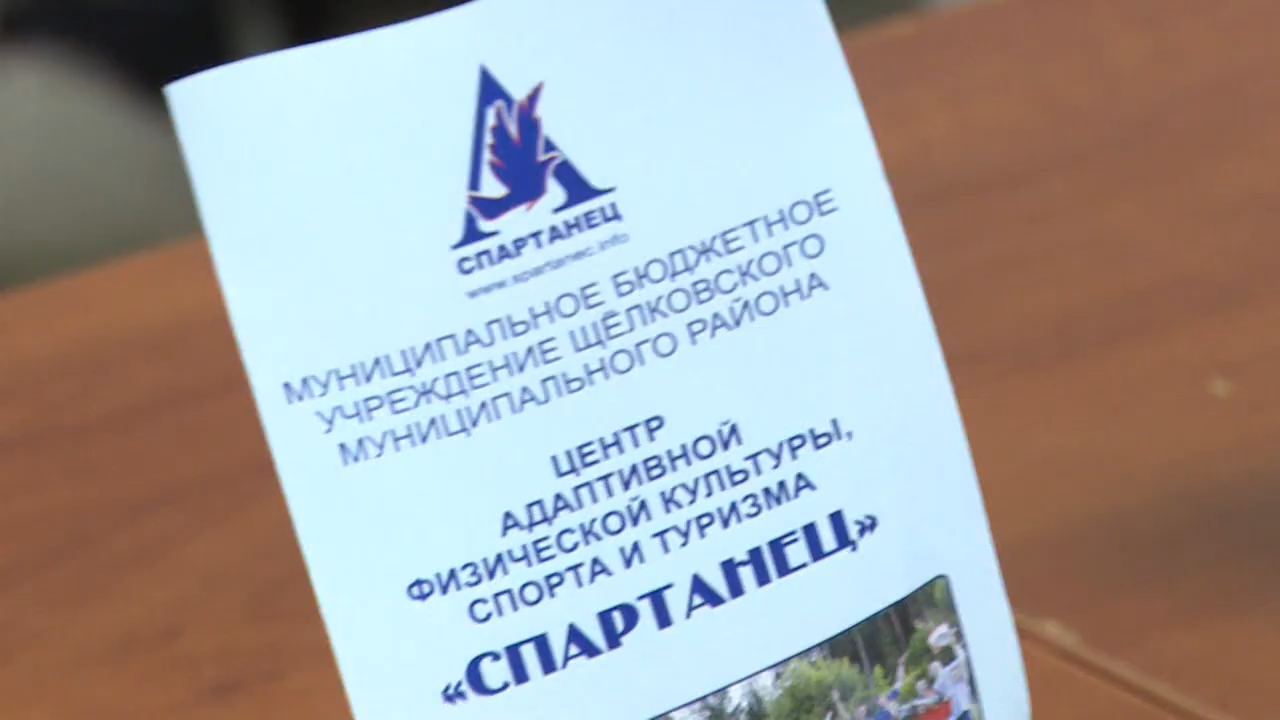 СПАРТАНЕЦ
www.spartanec.info
МУНИЦИПАЛЬНОЕ БЮДЖЕТНОЕ
УЧРЕЖДЕНИЕ ЩЁЛКОВСКОГО
МУНИЦИПАЛЬНОГО РАЙОНА
ЦЕНТР
АДАПТИВНОЙ
ФИЗИЧЕСКОЙ КУЛЬТУРЫ,
СПОРТА И ТУРИЗМА
«СПАРТАНЕЦ»